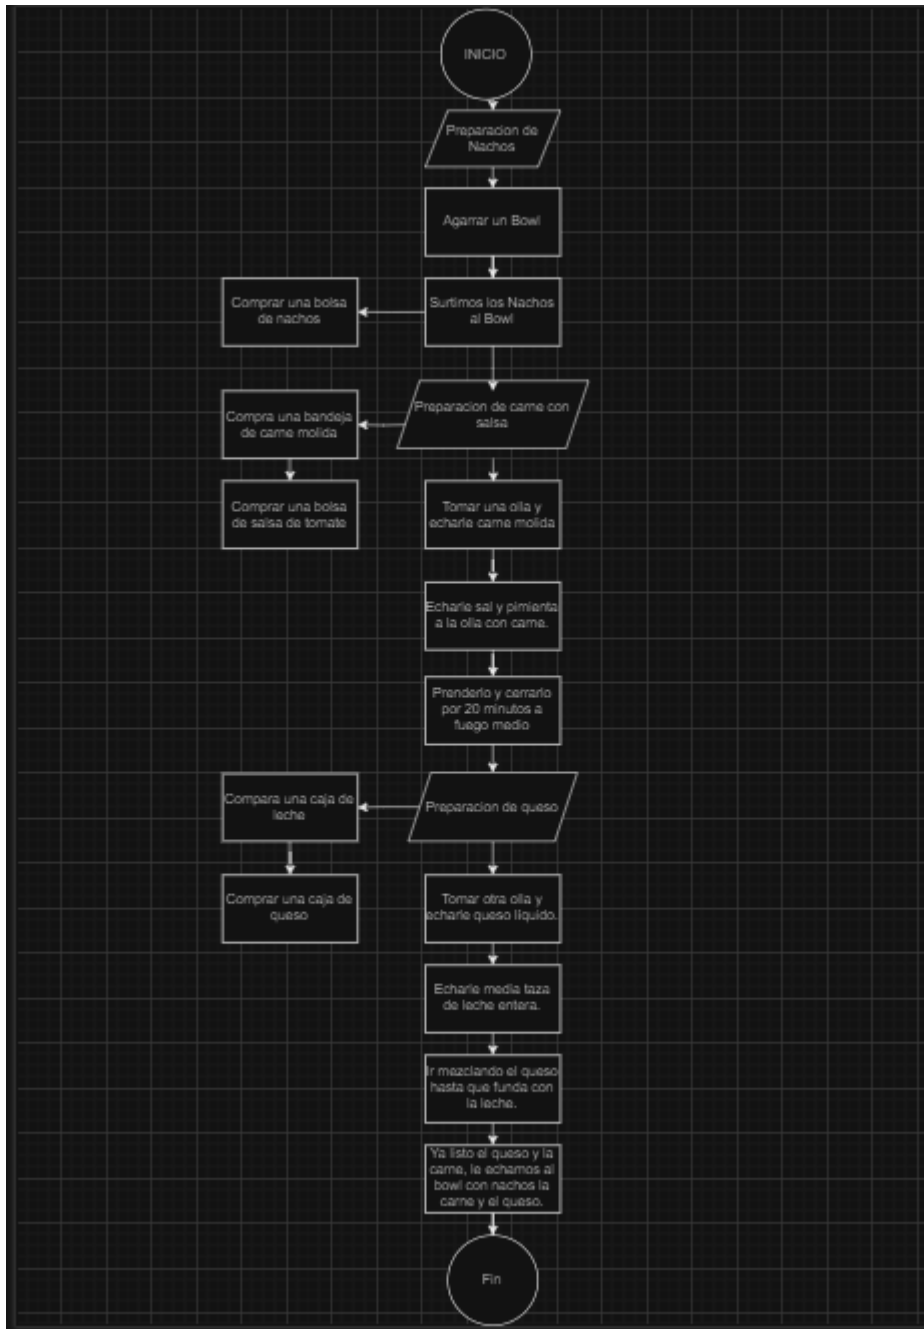 INICIO
Preparacion de
Nachos
Agarrar un Bowl
Surtimos los Nachos
al Bowl
Comprar una bolsa
de nachos
Preparacion de carne con
salsa
Compra una bandeja
de carne molida
Comprar una bolsa
de salsa de tomate
Tomar una olla y
echarle carne molida
Echarle sal y pimienta
a la olla con carne.
Prenderlo y cerrarlo
por 20 minutos a
fuego medio
Preparacion de queso
Compara una caja de
leche
Comprar una caja de
queso
Tomar otra olla y
echarle queso líquido.
Echarle media taza
de leche entera.
Ir mezclando el queso
hasta que funda con
la leche.
Ya listo el queso y la
carne, le echamos al
bowl con nachos la
carne y el queso.
Fin